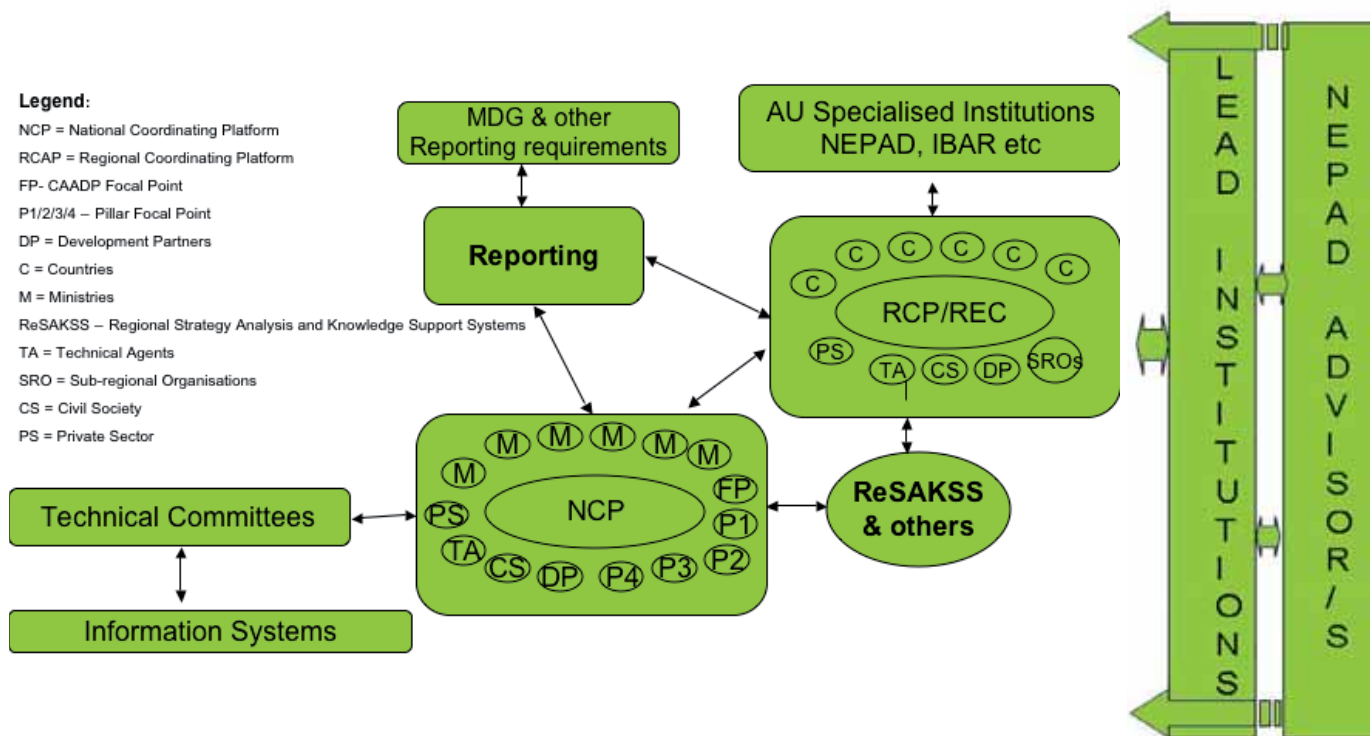 Legend:
NCP = National Coordinating Platform
RCAP = Regional Coordinating Platform
FP- CAADP Focal Point
P1/2/3/4 – Pillar Focal Point
DP = Development Partners
C = Countries
M = Ministries
ReSAKSS – Regional Strategy Analysis and Knowledge Support Systems
TA = Technical Agents
SRO = Sub-regional Organisations
CS = Civil Society
PS = Private Sector
MDG & other
Reporting requirements
AU Specialised Institutions
NEPAD, IBAR etc
Reporting
C
C
C
C
C
C
RCP/REC
PS
TA
CS
DP
SROs
M
M
M
M
M
M
FP
PS
NCP
P1
TA
CS
DP
P4
P3
P2
ReSAKSS
& others
Technical Committees
Information Systems
LEAD INSTITUTIONS
NEPAD ADVISOR/S